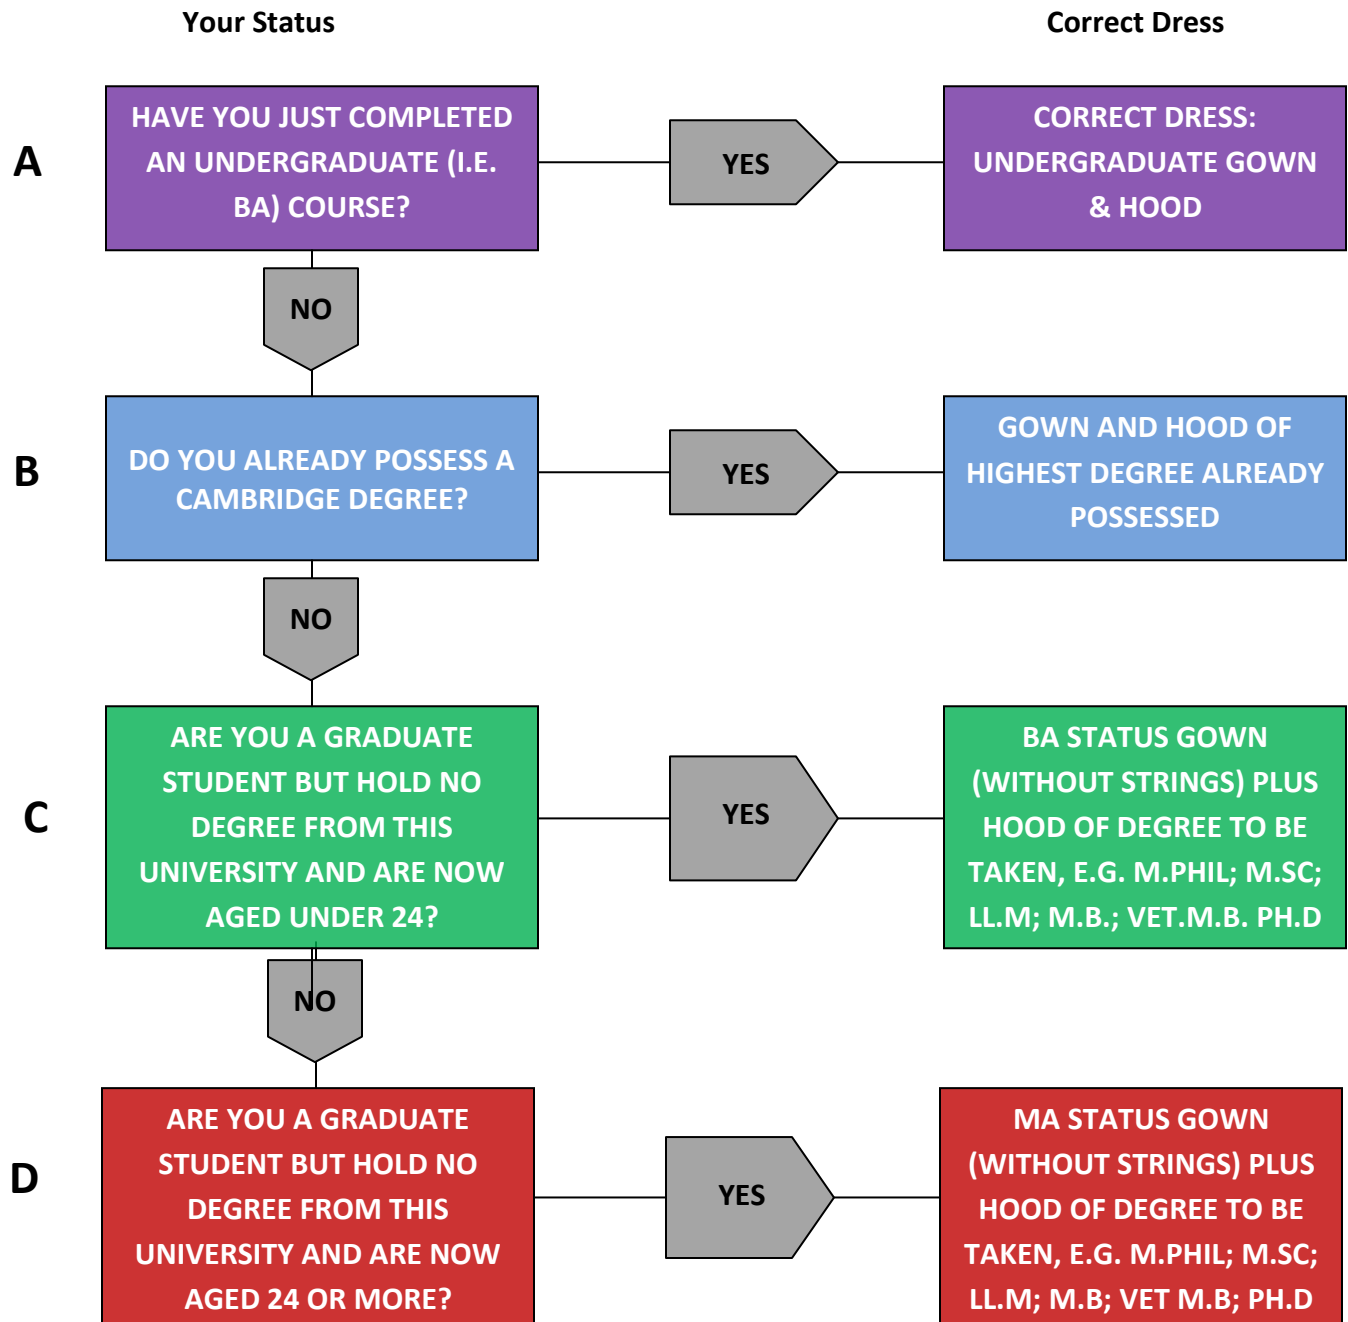 Your Status
Correct Dress
A
HAVE YOU JUST COMPLETED
AN UNDERGRADUATE (I.E.
BA) COURSE?
YES
CORRECT DRESS:
UNDERGRADUATE GOWN
& HOOD
NO
B
DO YOU ALREADY POSSESS A
CAMBRIDGE DEGREE?
YES
GOWN AND HOOD OF
HIGHEST DEGREE ALREADY
POSSESSED
NO
C
ARE YOU A GRADUATE
STUDENT BUT HOLD NO
DEGREE FROM THIS
UNIVERSITY AND ARE NOW
AGED UNDER 24?
YES
BA STATUS GOWN
(WITHOUT STRINGS) PLUS
HOOD OF DEGREE TO BE
TAKEN, E.G. M.PHIL; M.SC;
LL.M; M.B.; VET.M.B. PH.D
NO
D
ARE YOU A GRADUATE
STUDENT BUT HOLD NO
DEGREE FROM THIS
UNIVERSITY AND ARE NOW
AGED 24 OR MORE?
YES
MA STATUS GOWN
(WITHOUT STRINGS) PLUS
HOOD OF DEGREE TO BE
TAKEN, E.G. M.PHIL; M.SC;
LL.M; M.B; VET M.B; PH.D